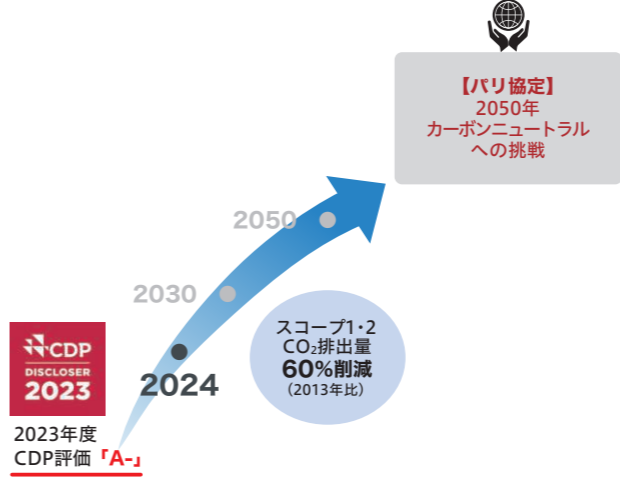 【パリ協定】
2050年
カーボンニュートラル
への挑戦
2050
2030
2024
スコープ1・2
CO₂排出量
60%削減
（2013年比）
CDP
DISCLOSER
2023
2023年度
CDP評価「A-」